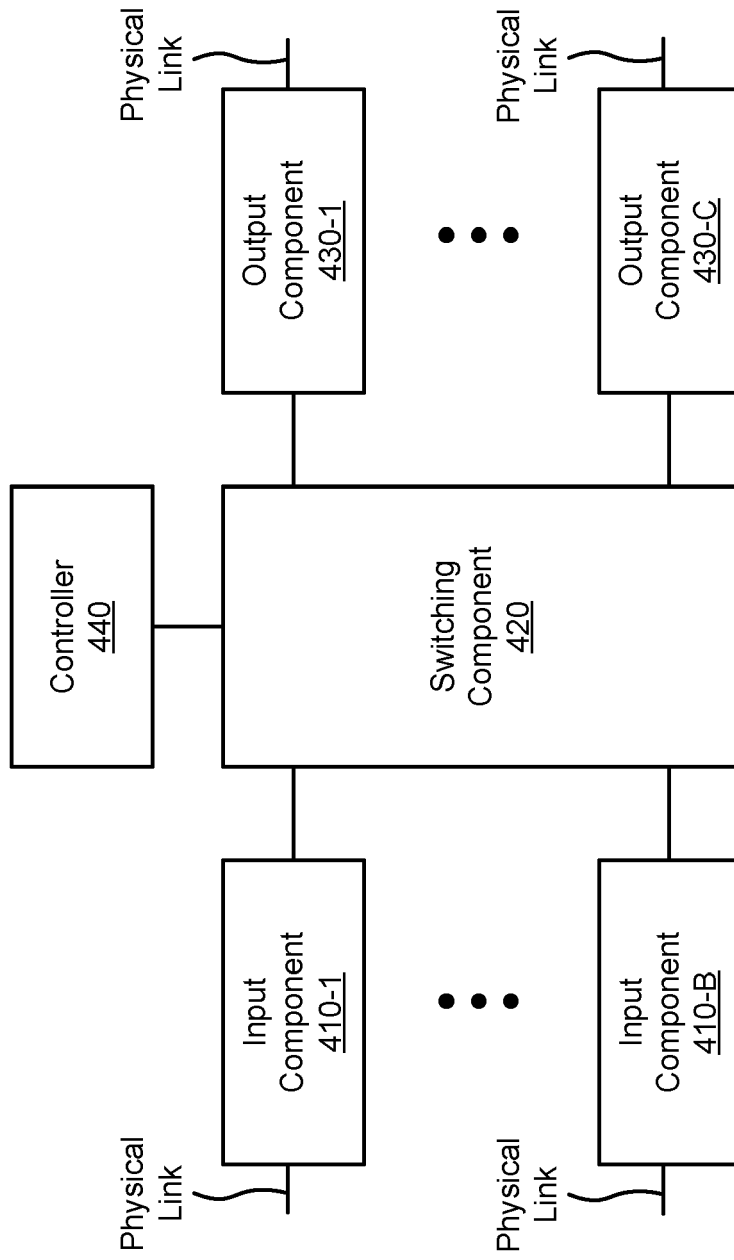 Controller
440
Physical
Link
Input
Component
410-1
Switching
Component
420
Output
Component
430-1
Physical
Link
Physical
Link
Input
Component
410-B
Output
Component
430-C
Physical
Link